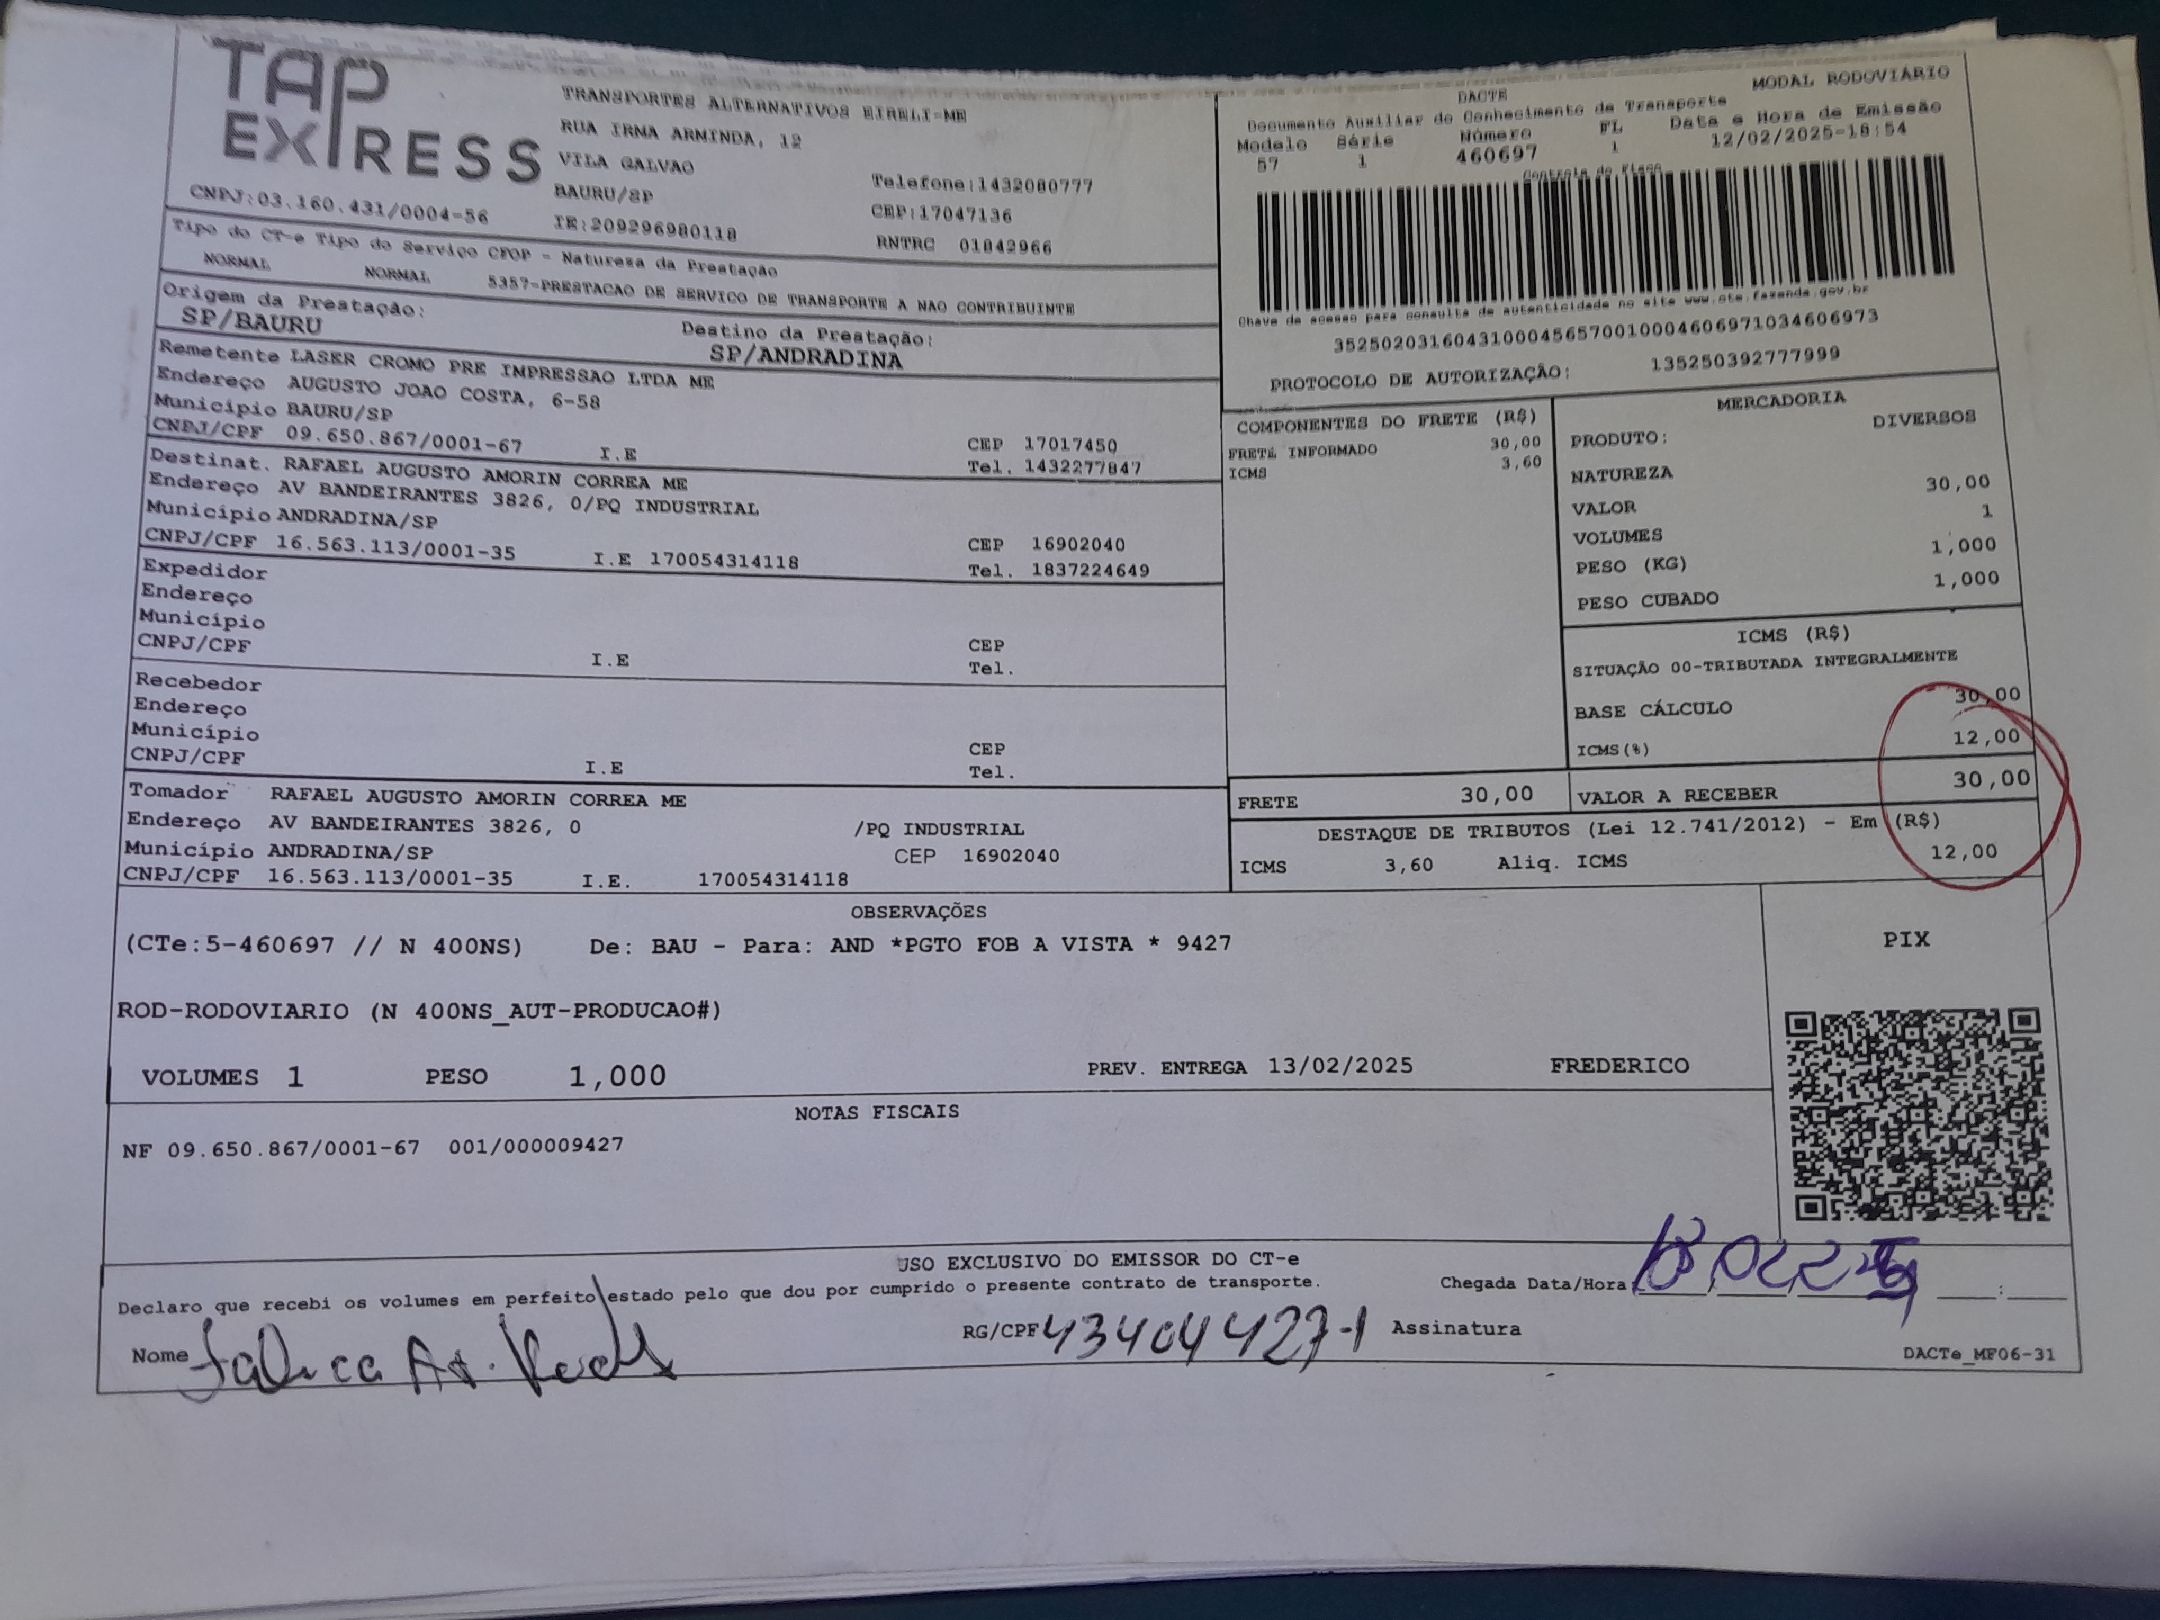 TAP
EXPRESS
CNPJ:03.160.431/0004-56
TRANSPORTES ALTERNATIVOS EIRELI-ME
RUA IRMA ARMINDA, 12
VILA GALVAO
BAURU/SP
IE:209296980118
Telefone:1432080777
CEP:17047136
RNTRC 01842966
MODAL RODOVIÁRIO
DACTE
Documento Auxiliar do Conhecimento de Transporte
Modelo Série Número FL Data e Hora de Emissão
57 1 460697 1 12/02/2025-18:54
Controle do Fisco
Chave de acesso para consulta de autenticidade no site www.cte.fazenda.gov.br
35250203160431000456570010004606971034606973
PROTOCOLO DE AUTORIZAÇÃO: 135250392777999
Tipo do CT-e Tipo do Serviço CFOP - Natureza da Prestação
NORMAL NORMAL 5357-PRESTACAO DE SERVICO DE TRANSPORTE A NAO CONTRIBUINTE
Origem da Prestação: Destino da Prestação:
SP/BAURU SP/ANDRADINA
Remetente LASER CROMO PRE IMPRESSAO LTDA ME
Endereço AUGUSTO JOAO COSTA, 6-58
Município BAURU/SP CEP 17017450
CNPJ/CPF 09.650.867/0001-67 I.E Tel. 1432277847
Destinat. RAFAEL AUGUSTO AMORIN CORREA ME
Endereço AV BANDEIRANTES 3826, 0/PQ INDUSTRIAL
Município ANDRADINA/SP CEP 16902040
CNPJ/CPF 16.563.113/0001-35 I.E 170054314118 Tel. 1837224649
Expedidor
Endereço
Município CEP
CNPJ/CPF I.E Tel.
Recebedor
Endereço
Município CEP
CNPJ/CPF I.E Tel.
Tomador RAFAEL AUGUSTO AMORIN CORREA ME
Endereço AV BANDEIRANTES 3826, 0 /PQ INDUSTRIAL
Município ANDRADINA/SP CEP 16902040
CNPJ/CPF 16.563.113/0001-35 I.E. 170054314118
COMPONENTES DO FRETE (R$)
FRETE INFORMADO 30,00
ICMS 3,60
MERCADORIA
PRODUTO: DIVERSOS
NATUREZA
VALOR 30,00
VOLUMES 1
PESO (KG) 1,000
PESO CUBADO 1,000
ICMS (R$)
SITUAÇÃO 00-TRIBUTADA INTEGRALMENTE
BASE CÁLCULO 30,00
ICMS(%) 12,00
FRETE 30,00 VALOR A RECEBER 30,00
DESTAQUE DE TRIBUTOS (Lei 12.741/2012) - Em (R$)
ICMS 3,60 Aliq. ICMS 12,00
OBSERVAÇÕES
(CTe:5-460697 // N 400NS) De: BAU - Para: AND *PGTO FOB A VISTA * 9427
ROD-RODOVIARIO (N 400NS_AUT-PRODUCAO#)
VOLUMES 1 PESO 1,000 PREV. ENTREGA 13/02/2025 FREDERICO
PIX
NOTAS FISCAIS
NF 09.650.867/0001-67 001/000009427
USO EXCLUSIVO DO EMISSOR DO CT-e
Declaro que recebi os volumes em perfeito estado pelo que dou por cumprido o presente contrato de transporte. Chegada Data/Hora
Nome RG/CPF 43404427-1 Assinatura
DACTe_MF06-31